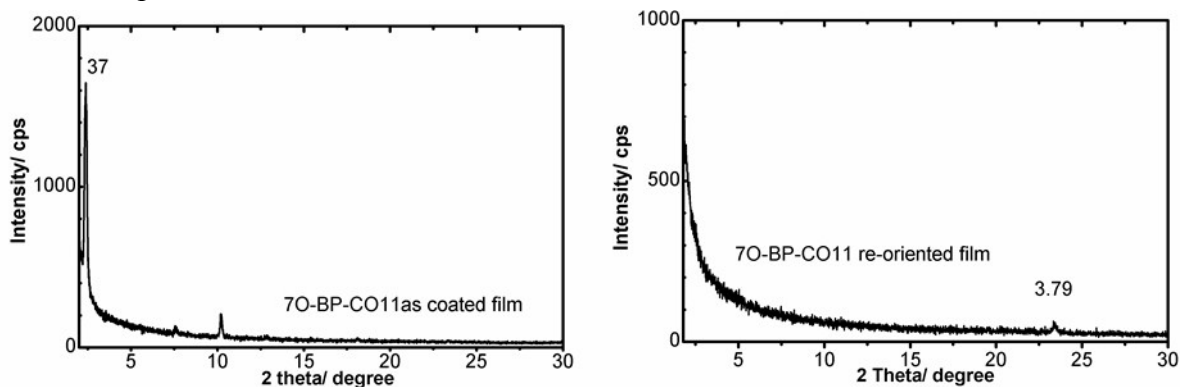 2000
37
1000
0
Intensity/ cps
7O-BP-CO11as coated film
5 10 15 20 25 30
2 theta/ degree
1000
500
0
Intensity/ cps
7O-BP-CO11 re-oriented film
3.79
5 10 15 20 25 30
2 Theta/ degree